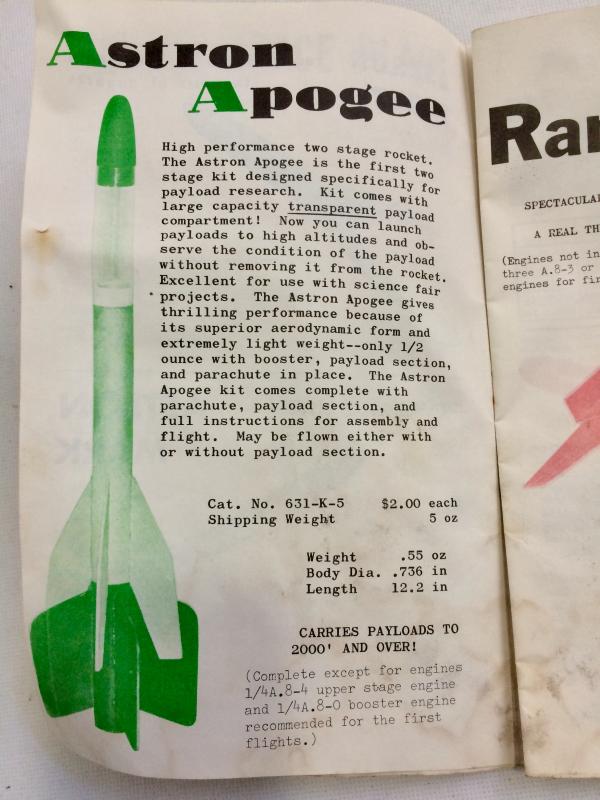 Astron
Apogee
High performance two stage rocket.
The Astron Apogee is the first two
stage kit designed specifically for
payload research. Kit comes with
large capacity transparent payload
compartment! Now you can launch
payloads to high altitudes and ob-
serve the condition of the payload
without removing it from the rocket.
Excellent for use with science fair
projects. The Astron Apogee gives
thrilling performance because of
its superior aerodynamic form and
extremely light weight--only 1/2
ounce with booster, payload section,
and parachute in place. The Astron
Apogee kit comes complete with
parachute, payload section, and
full instructions for assembly and
flight. May be flown either with
or without payload section.
Cat. No. 631-K-5 $2.00 each
Shipping Weight 5 oz
Weight .55 oz
Body Dia. .736 in
Length 12.2 in
CARRIES PAYLOADS TO
2000' AND OVER!
(Complete except for engines
1/4A.8-4 upper stage engine
and 1/4A.8-0 booster engine
recommended for the first
flights.)
Ran
SPECTACULA
A REAL TH
(Engines not in
three A.8-3 or
engines for fir